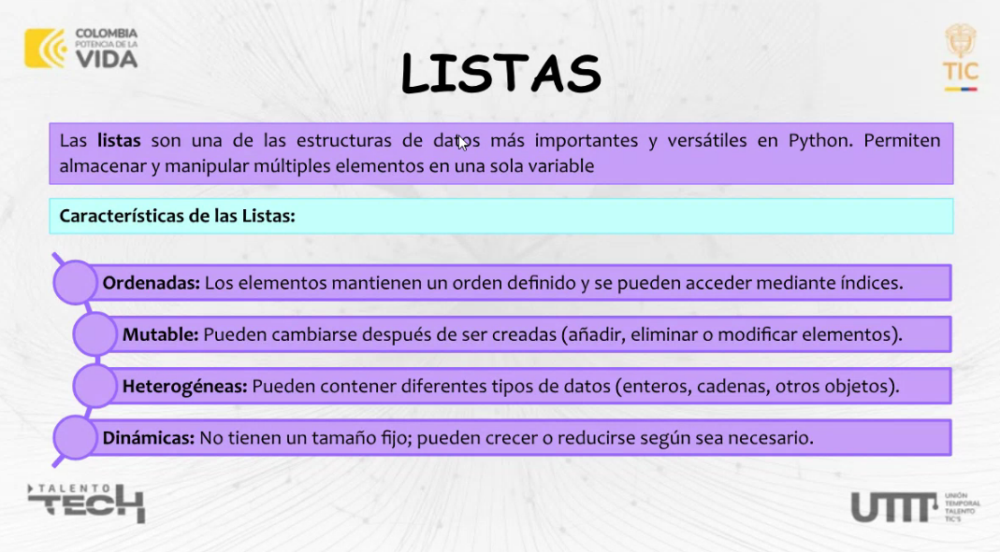 COLOMBIA
POTENCIA DE LA
VIDA
TIC
LISTAS
Las listas son una de las estructuras de datos más importantes y versátiles en Python. Permiten
almacenar y manipular múltiples elementos en una sola variable
Características de las Listas:
Ordenadas: Los elementos mantienen un orden definido y se pueden acceder mediante índices.
Mutable: Pueden cambiarse después de ser creadas (añadir, eliminar o modificar elementos).
Heterogéneas: Pueden contener diferentes tipos de datos (enteros, cadenas, otros objetos).
Dinámicas: No tienen un tamaño fijo; pueden crecer o reducirse según sea necesario.
TALENTO
TECH
UTTT
UNIÓN
TEMPORAL
TALENTO
TIC'S